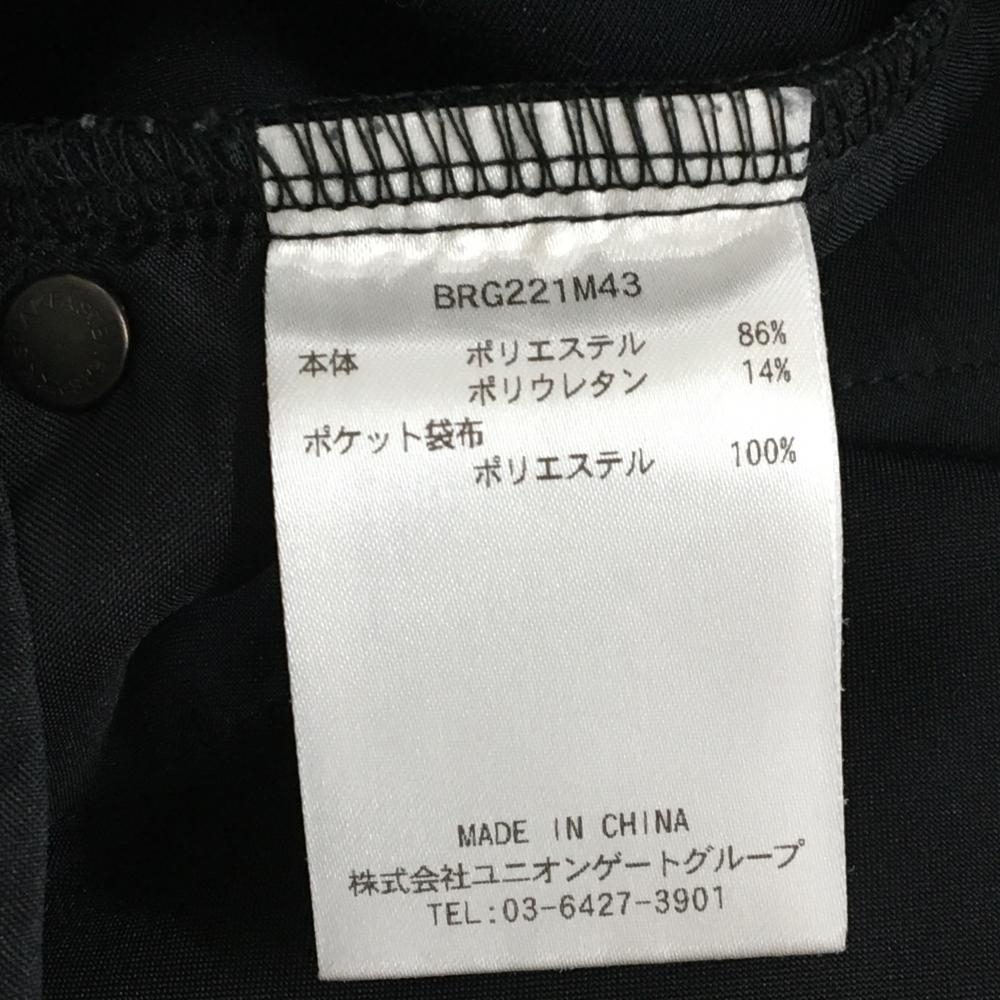 BRG221M43
本体 ポリエステル 86%
ポリウレタン 14%
ポケット袋布
ポリエステル 100%
MADE IN CHINA
株式会社ユニオンゲートグループ
TEL:03-6427-3901